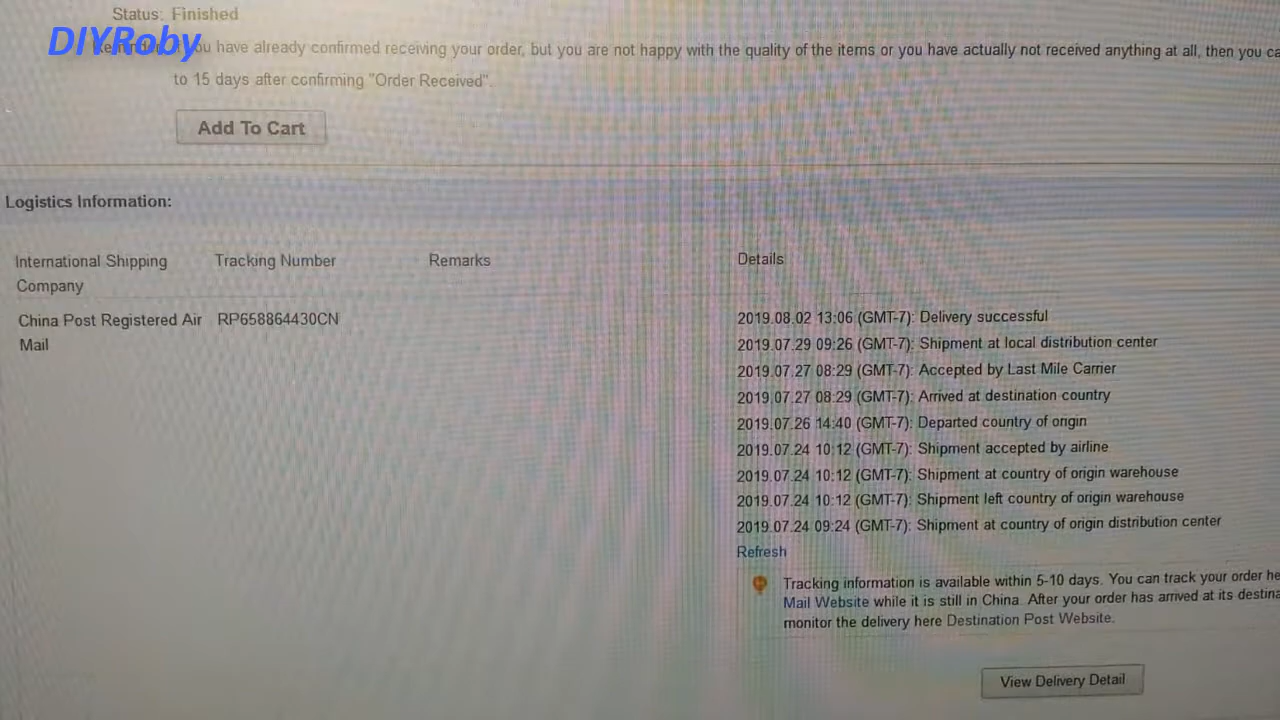 Status: Finished
DIYRoby
you have already confirmed receiving your order, but you are not happy with the quality of the items or you have actually not received anything at all, then you ca
to 15 days after confirming "Order Received".
Add To Cart
Logistics Information:
International Shipping Company
Tracking Number
Remarks
Details
China Post Registered Air Mail
RP658864430CN
2019.08.02 13:06 (GMT-7): Delivery successful
2019.07.29 09:26 (GMT-7): Shipment at local distribution center
2019.07.27 08:29 (GMT-7): Accepted by Last Mile Carrier
2019.07.27 08:29 (GMT-7): Arrived at destination country
2019.07.26 14:40 (GMT-7): Departed country of origin
2019.07.24 10:12 (GMT-7): Shipment accepted by airline
2019.07.24 10:12 (GMT-7): Shipment at country of origin warehouse
2019.07.24 10:12 (GMT-7): Shipment left country of origin warehouse
2019.07.24 09:24 (GMT-7): Shipment at country of origin distribution center
Refresh
Tracking information is available within 5-10 days. You can track your order he
Mail Website while it is still in China. After your order has arrived at its destina
monitor the delivery here Destination Post Website.
View Delivery Detail